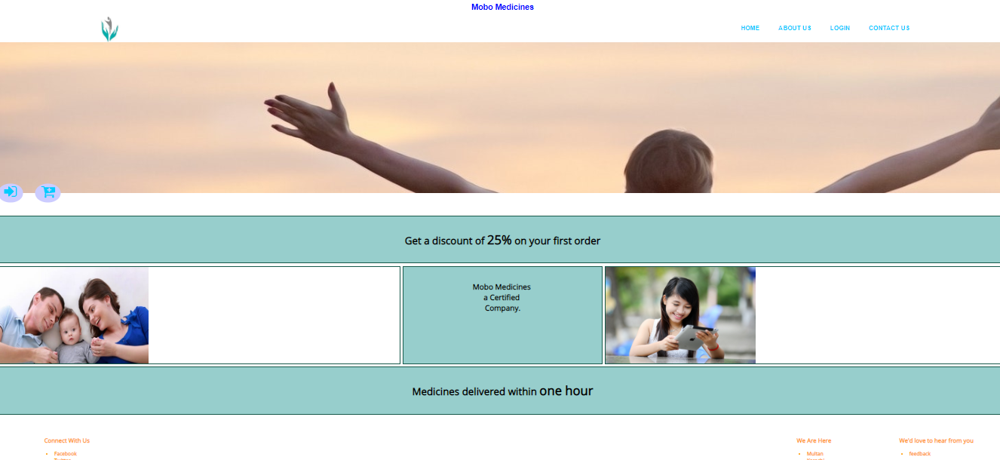 Mobo Medicines
HOME ABOUT US LOGIN CONTACT US
Get a discount of 25% on your first order
Mobo Medicines
a Certified
Company.
Medicines delivered within one hour
Connect With Us
Facebook
We Are Here
Multan
We'd love to hear from you
feedback